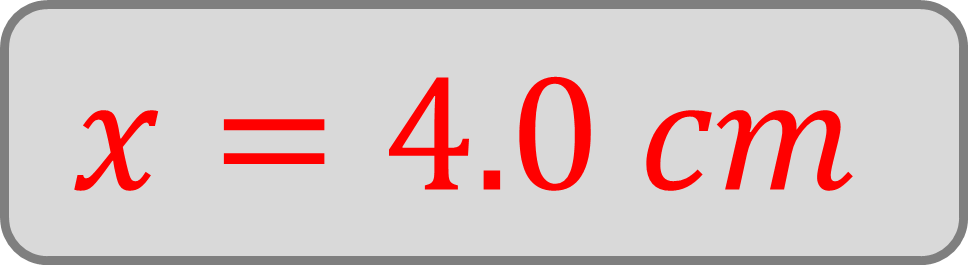 x = 4.0 cm